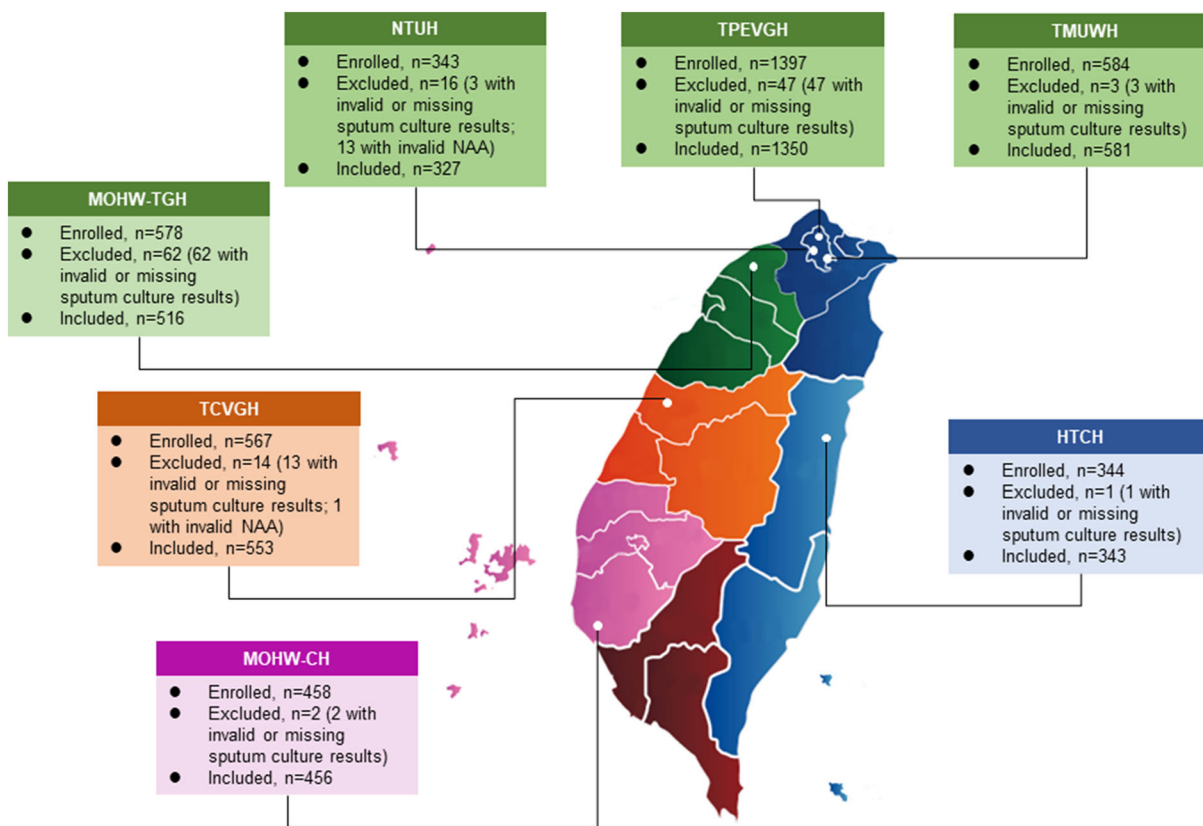 NTUH
● Enrolled, n=343
● Excluded, n=16 (3 with
invalid or missing
sputum culture results;
13 with invalid NAA)
● Included, n=327
TPEVGH
● Enrolled, n=1397
● Excluded, n=47 (47 with
invalid or missing
sputum culture results)
● Included, n=1350
TMUWH
● Enrolled, n=584
● Excluded, n=3 (3 with
invalid or missing
sputum culture results)
● Included, n=581
MOHW-TGH
● Enrolled, n=578
● Excluded, n=62 (62 with
invalid or missing
sputum culture results)
● Included, n=516
TCVGH
● Enrolled, n=567
● Excluded, n=14 (13 with
invalid or missing
sputum culture results; 1
with invalid NAA)
● Included, n=553
HTCH
● Enrolled, n=344
● Excluded, n=1 (1 with
invalid or missing
sputum culture results)
● Included, n=343
MOHW-CH
● Enrolled, n=458
● Excluded, n=2 (2 with
invalid or missing
sputum culture results)
● Included, n=456